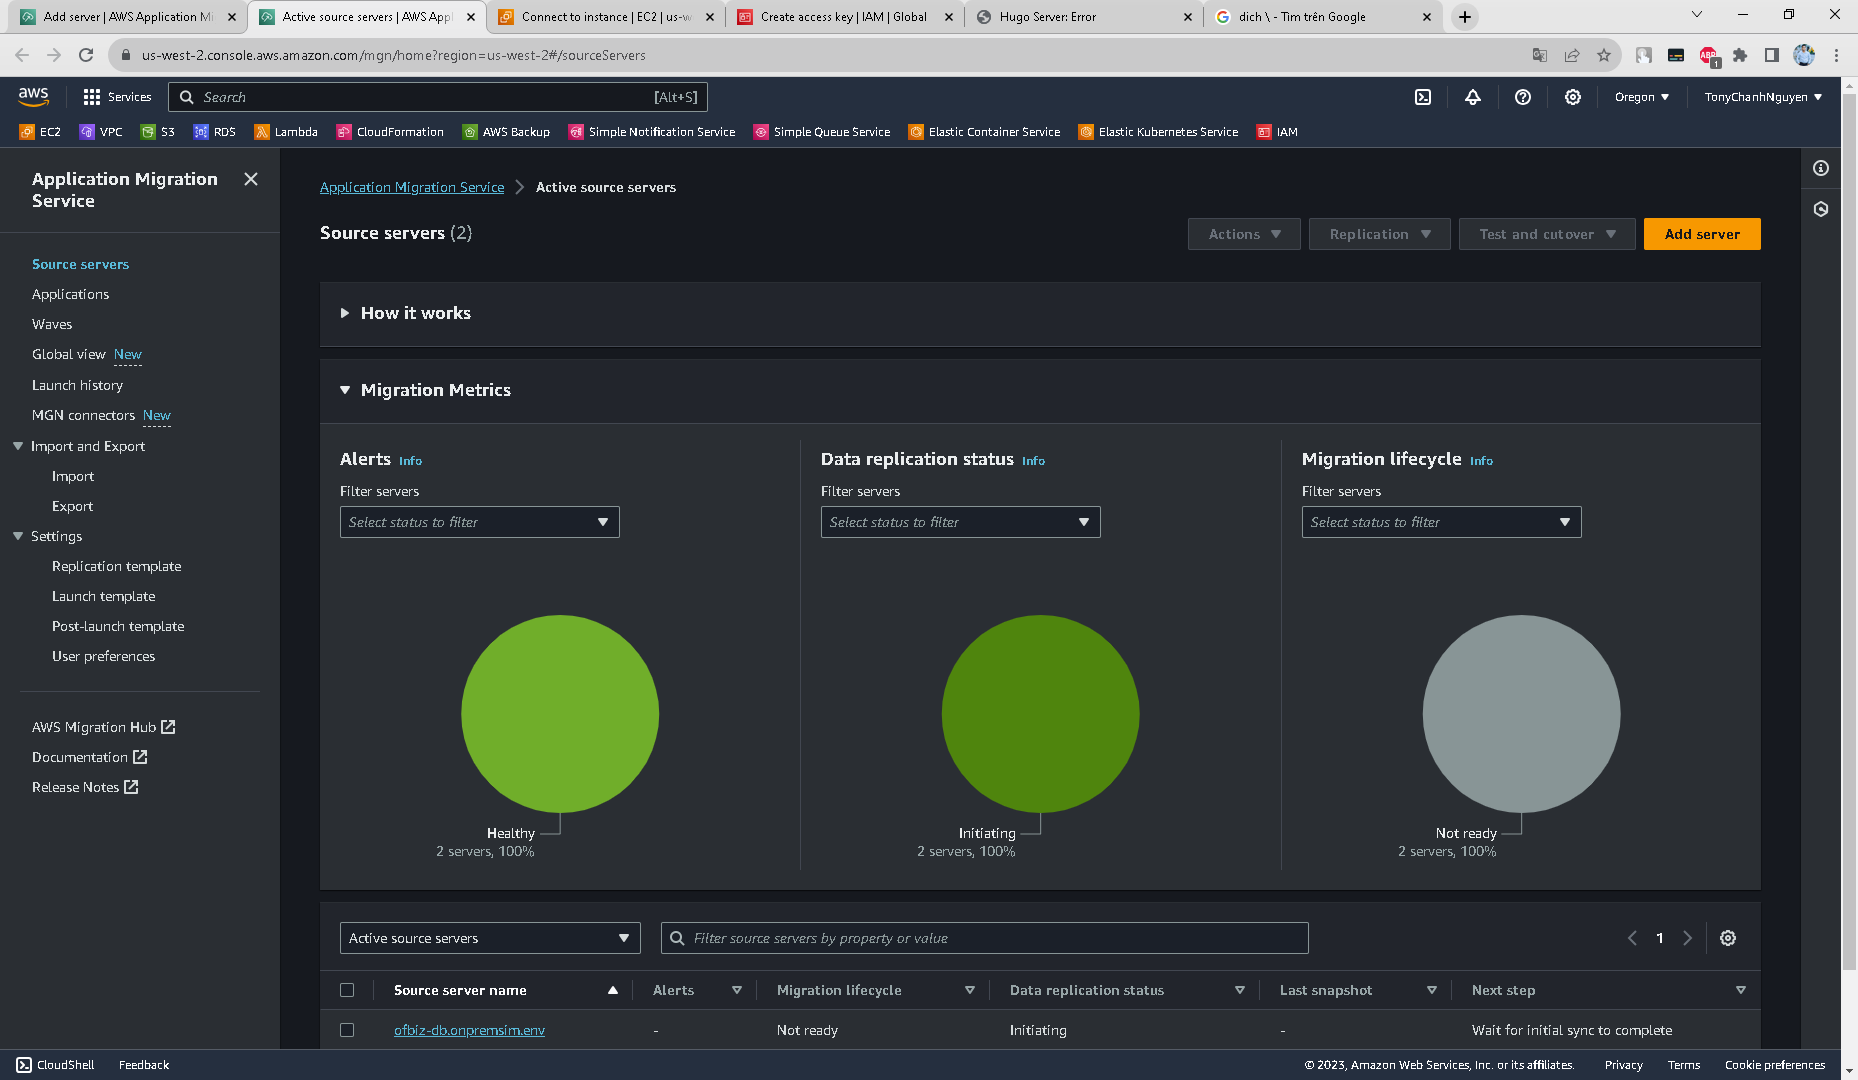 Add server | AWS Application Mi
Active source servers | AWS Appl
Connect to instance | EC2 | us-w
Create access key | IAM | Global
Hugo Server: Error
dich \ - Tìm trên Google
us-west-2.console.aws.amazon.com/mgn/home?region=us-west-2#/sourceServers
ABP
1
aws
Services
Search
[Alt+S]
Oregon
TonyChanhNguyen
EC2
VPC
S3
RDS
Lambda
CloudFormation
AWS Backup
Simple Notification Service
Simple Queue Service
Elastic Container Service
Elastic Kubernetes Service
IAM
Application Migration
Service
Source servers
Applications
Waves
Global view New
Launch history
MGN connectors New
Import and Export
Import
Export
Settings
Replication template
Launch template
Post-launch template
User preferences
AWS Migration Hub
Documentation
Release Notes
Application Migration Service
Active source servers
Source servers (2)
Actions
Replication
Test and cutover
Add server
How it works
Migration Metrics
Alerts Info
Filter servers
Select status to filter
Healthy
2 servers, 100%
Data replication status Info
Filter servers
Select status to filter
Initiating
2 servers, 100%
Migration lifecycle Info
Filter servers
Select status to filter
Not ready
2 servers, 100%
Active source servers
Filter source servers by property or value
1
Source server name
Alerts
Migration lifecycle
Data replication status
Last snapshot
Next step
ofbiz-db.onpremsim.env
-
Not ready
Initiating
-
Wait for initial sync to complete
CloudShell
Feedback
© 2023, Amazon Web Services, Inc. or its affiliates.
Privacy
Terms
Cookie preferences